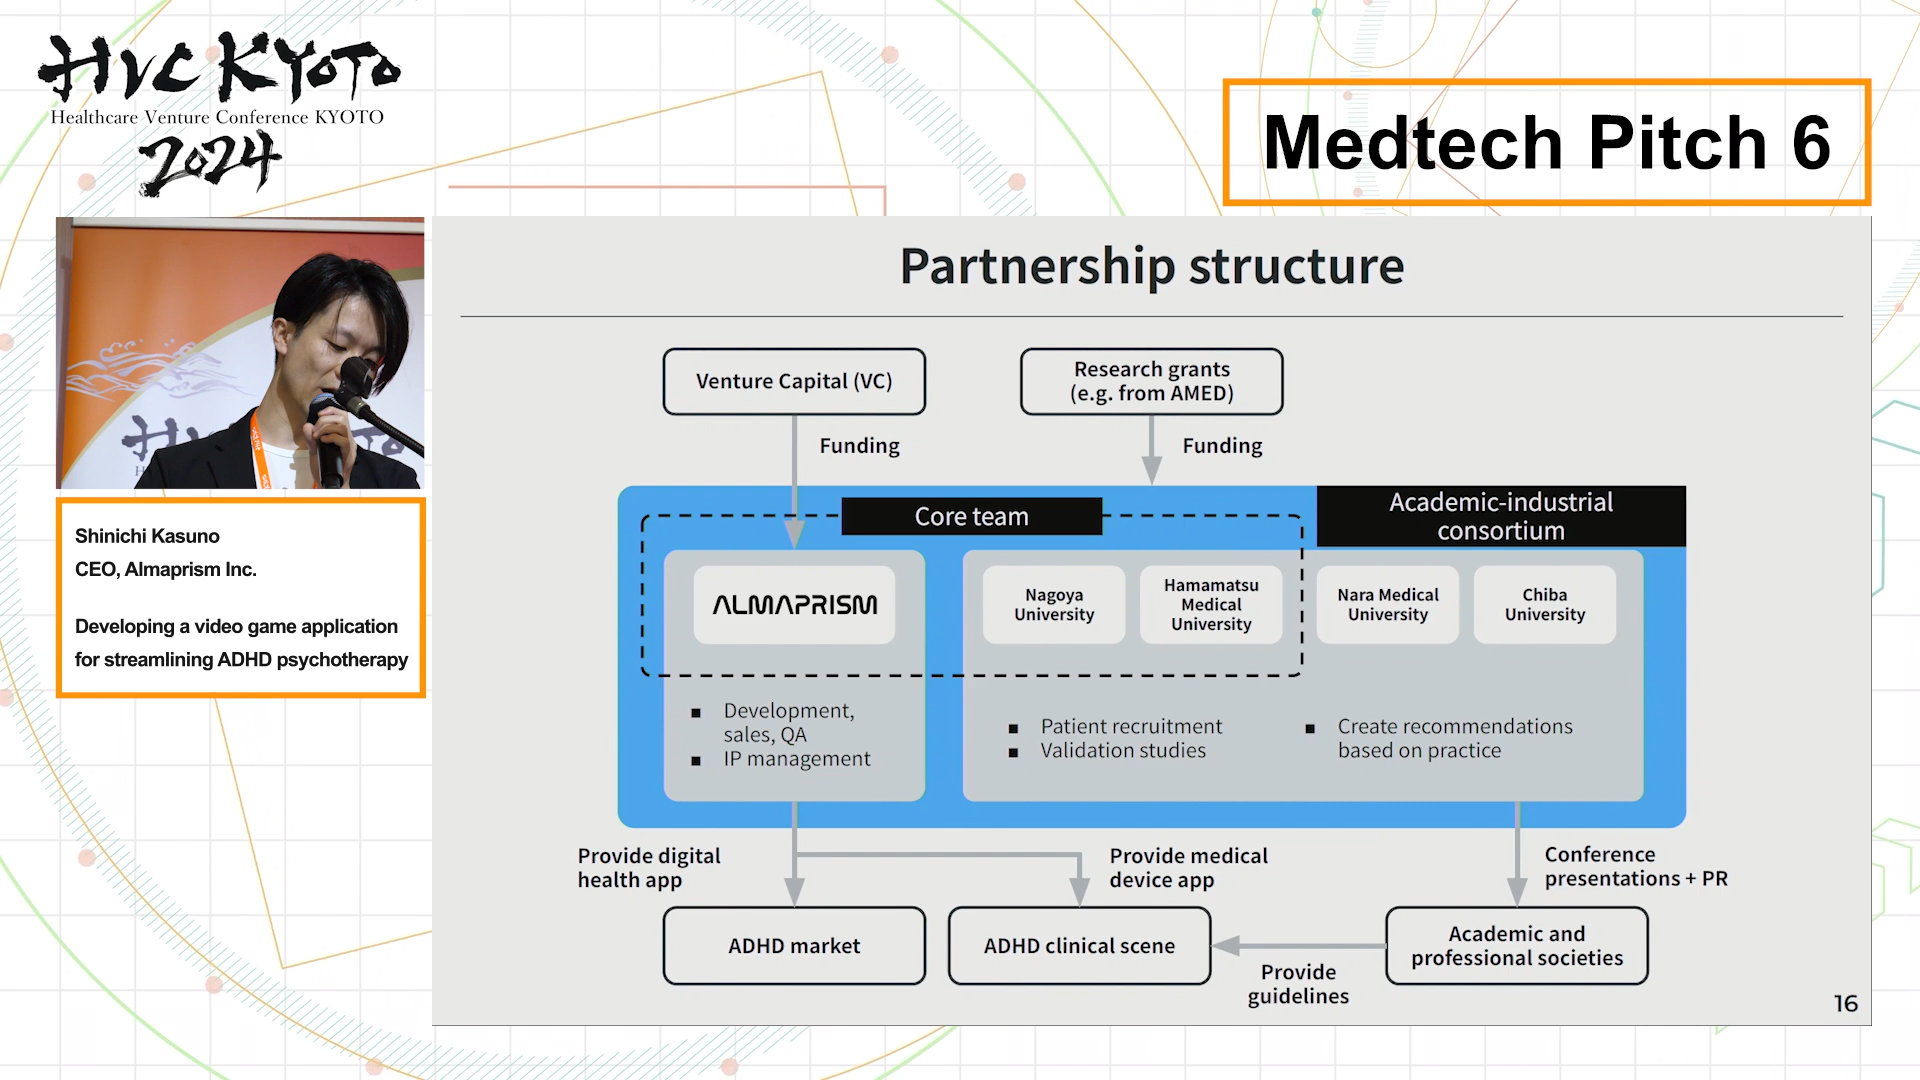 HVC KYOTO
Healthcare Venture Conference KYOTO
2024
Medtech Pitch 6
Shinichi Kasuno
CEO, Almaprism Inc.
Developing a video game application
for streamlining ADHD psychotherapy
Partnership structure
Venture Capital (VC)
Research grants
(e.g. from AMED)
Funding
Funding
Core team
Academic-industrial
consortium
ALMAPRISM
Nagoya
University
Hamamatsu
Medical
University
Nara Medical
University
Chiba
University
▪ Development,
sales, QA
▪ IP management
▪ Patient recruitment
▪ Validation studies
▪ Create recommendations
based on practice
Provide digital
health app
Provide medical
device app
Conference
presentations + PR
ADHD market
ADHD clinical scene
Academic and
professional societies
Provide
guidelines
16